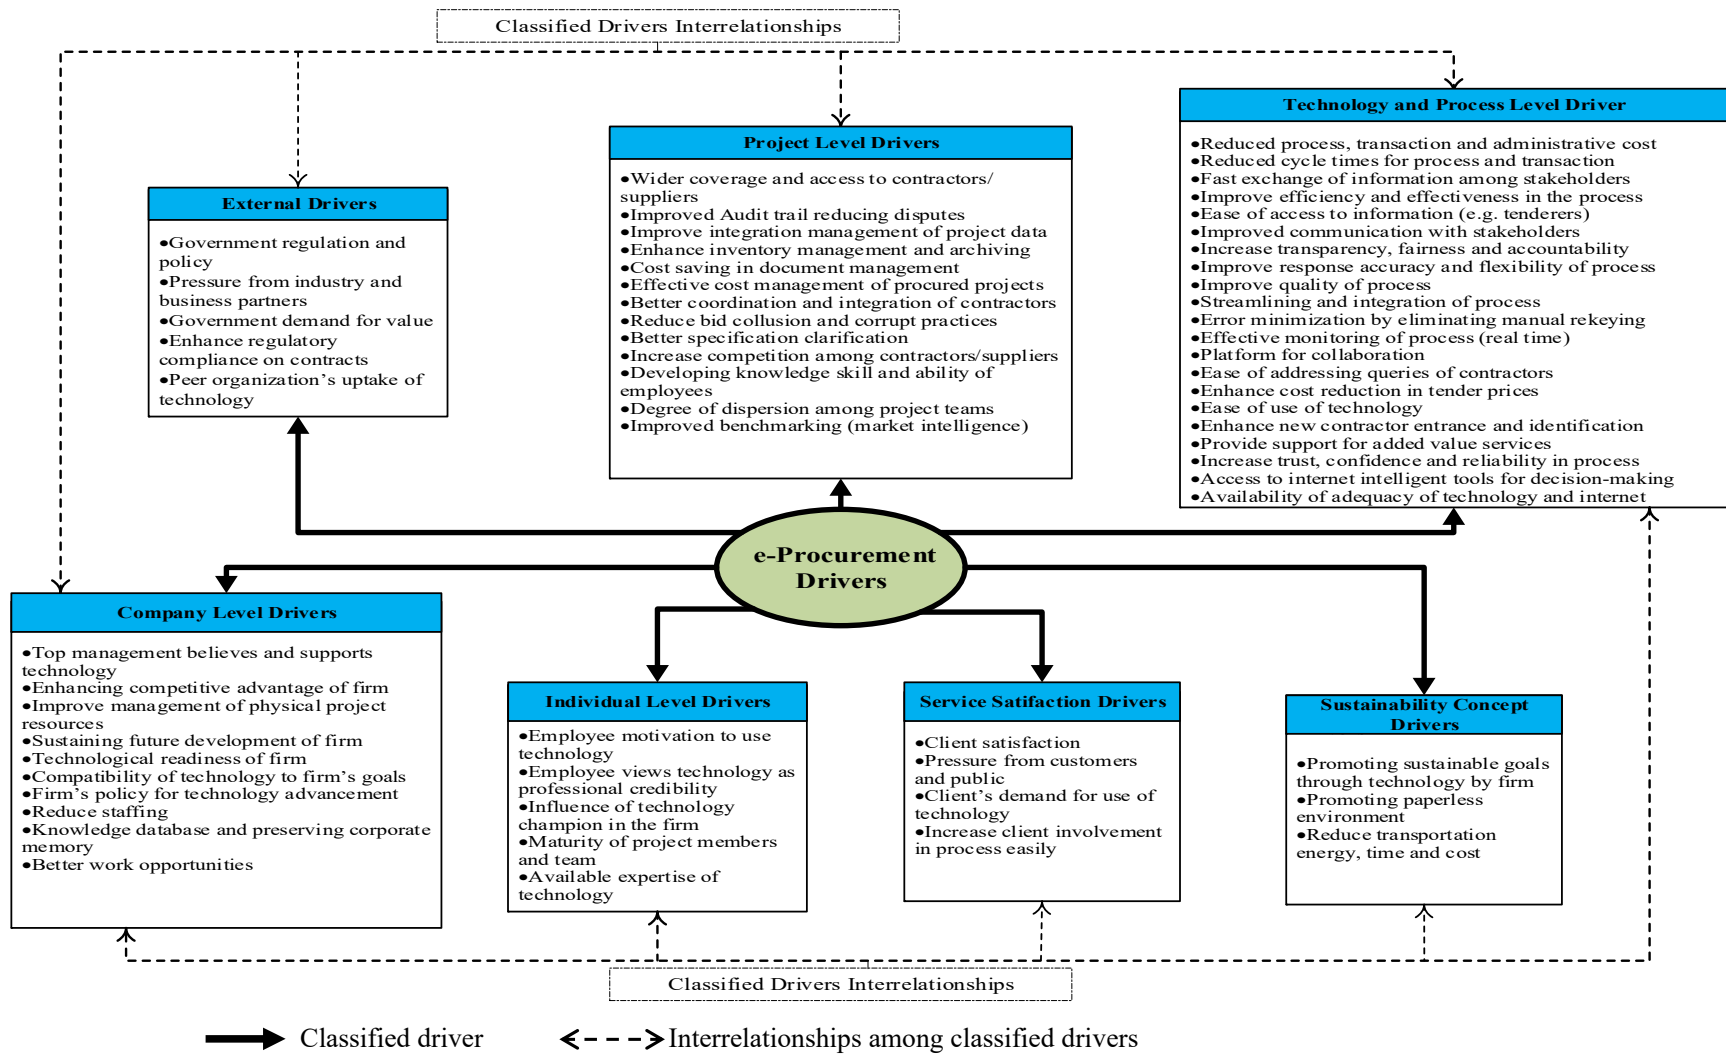 Classified Drivers Interrelationships
Technology and Process Level Driver
●Reduced process, transaction and administrative cost
●Reduced cycle times for process and transaction
●Fast exchange of information among stakeholders
●Improve efficiency and effectiveness in the process
●Ease of access to information (e.g. tenderers)
●Improved communication with stakeholders
●Increase transparency, fairness and accountability
●Improve response accuracy and flexibility of process
●Improve quality of process
●Streamlining and integration of process
●Error minimization by eliminating manual rekeying
●Effective monitoring of process (real time)
●Platform for collaboration
●Ease of addressing queries of contractors
●Enhance cost reduction in tender prices
●Ease of use of technology
●Enhance new contractor entrance and identification
●Provide support for added value services
●Increase trust, confidence and reliability in process
●Access to internet intelligent tools for decision-making
●Availability of adequacy of technology and internet
Project Level Drivers
●Wider coverage and access to contractors/
suppliers
●Improved Audit trail reducing disputes
●Improve integration management of project data
●Enhance inventory management and archiving
●Cost saving in document management
●Effective cost management of procured projects
●Better coordination and integration of contractors
●Reduce bid collusion and corrupt practices
●Better specification clarification
●Increase competition among contractors/suppliers
●Developing knowledge skill and ability of
employees
●Degree of dispersion among project teams
●Improved benchmarking (market intelligence)
External Drivers
●Government regulation and
policy
●Pressure from industry and
business partners
●Government demand for value
●Enhance regulatory
compliance on contracts
●Peer organization’s uptake of
technology
e-Procurement
Drivers
Company Level Drivers
●Top management believes and supports
technology
●Enhancing competitive advantage of firm
●Improve management of physical project
resources
●Sustaining future development of firm
●Technological readiness of firm
●Compatibility of technology to firm’s goals
●Firm’s policy for technology advancement
●Reduce staffing
●Knowledge database and preserving corporate
memory
●Better work opportunities
Individual Level Drivers
●Employee motivation to use
technology
●Employee views technology as
professional credibility
●Influence of technology
champion in the firm
●Maturity of project members
and team
●Available expertise of
technology
Service Satifaction Drivers
●Client satisfaction
●Pressure from customers
and public
●Client’s demand for use of
technology
●Increase client involvement
in process easily
Sustainability Concept
Drivers
●Promoting sustainable goals
through technology by firm
●Promoting paperless
environment
●Reduce transportation
energy, time and cost
Classified Drivers Interrelationships
Classified driver
Interrelationships among classified drivers